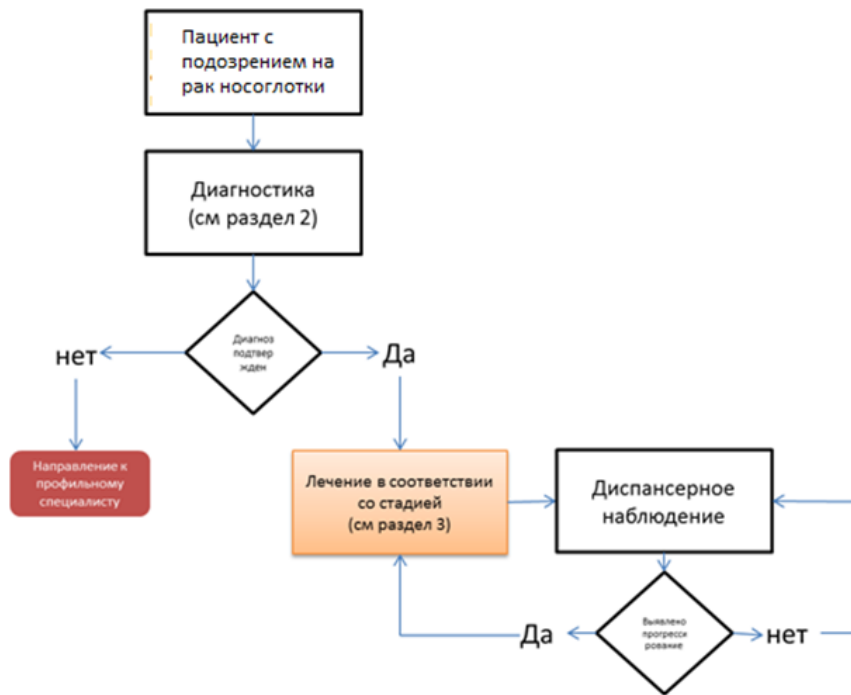 Пациент с
подозрением на
рак носоглотки
Диагностика
(см раздел 2)
Диагноз
подтвер
жден
нет
Да
Направление к
профильному
специалисту
Лечение в соответствии
со стадией
(см раздел 3)
Диспансерное
наблюдение
Выявлено
прогресси
рование
Да
нет